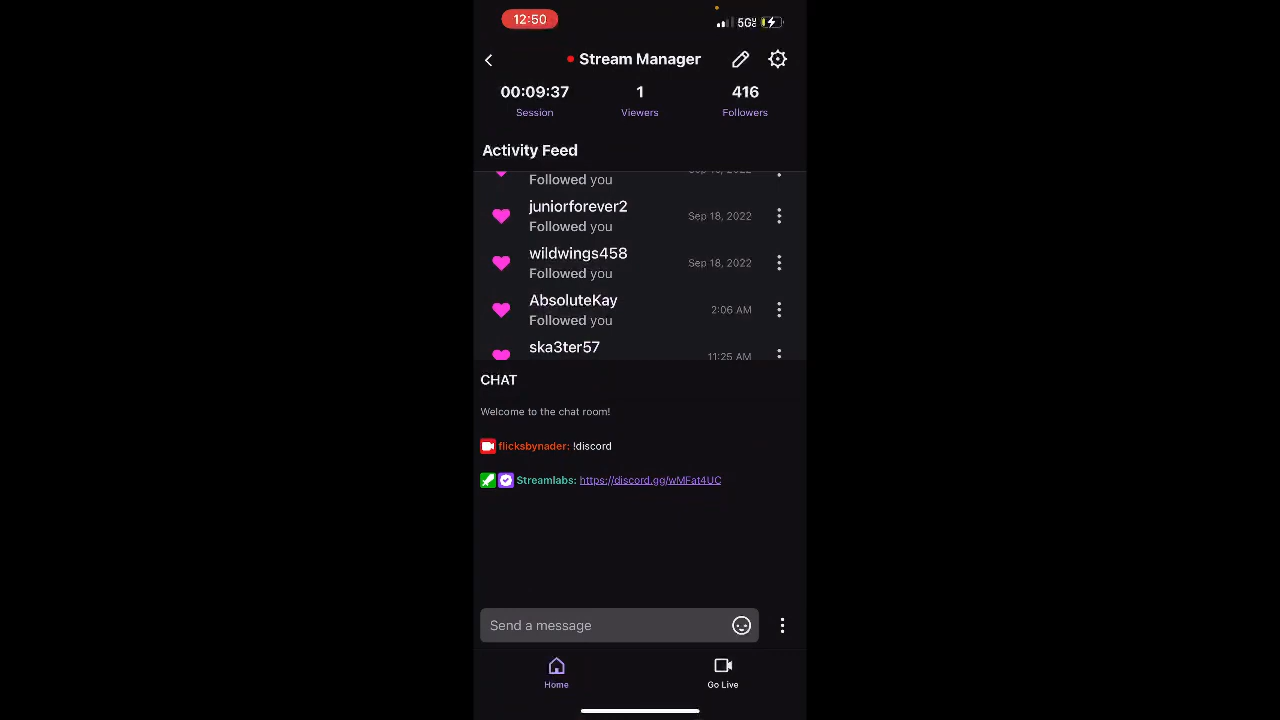 12:50
5G
Stream Manager
00:09:37 1 416
Session Viewers Followers
Activity Feed
Followed you
juniorforever2
Followed you
Sep 18, 2022
wildwings458
Followed you
Sep 18, 2022
AbsoluteKay
Followed you
2:06 AM
ska3ter57
11:25 AM
CHAT
Welcome to the chat room!
flicksbynader: !discord
Streamlabs: https://discord.gg/wMFat4UC
Send a message
Home Go Live